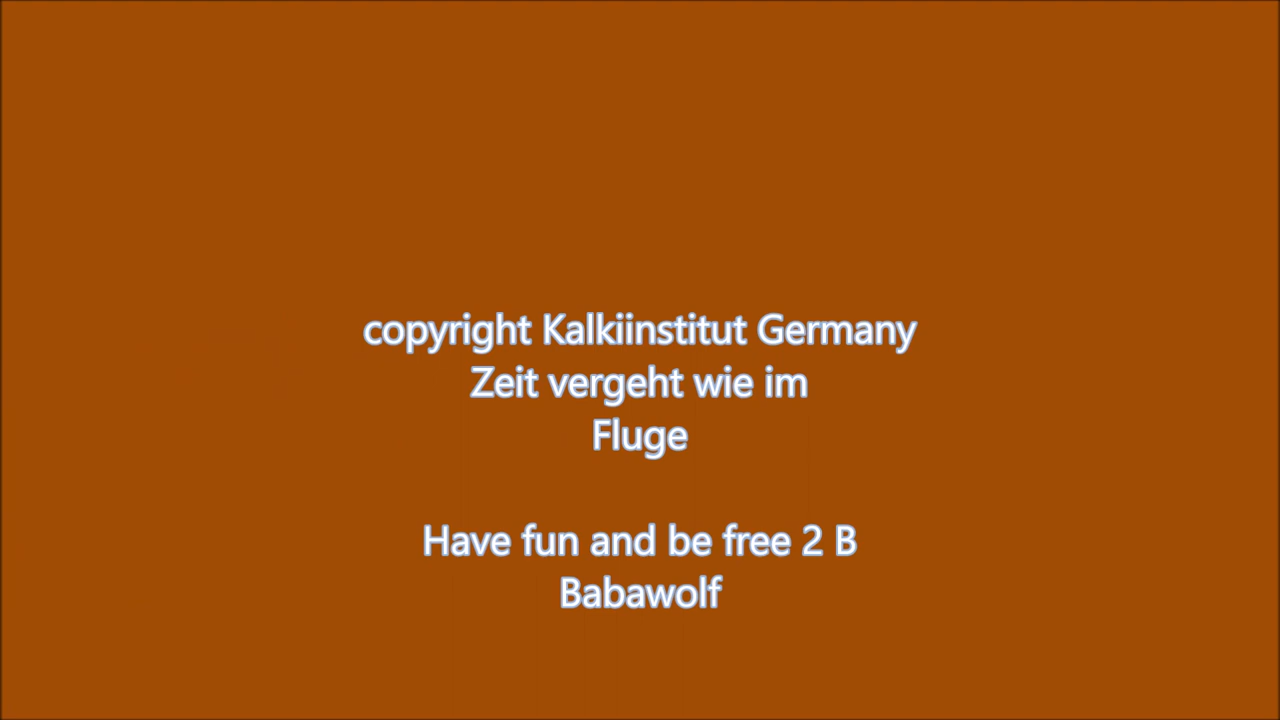 copyright Kalkiinstitut Germany
Zeit vergeht wie im
Fluge
Have fun and be free 2 B
Babawolf